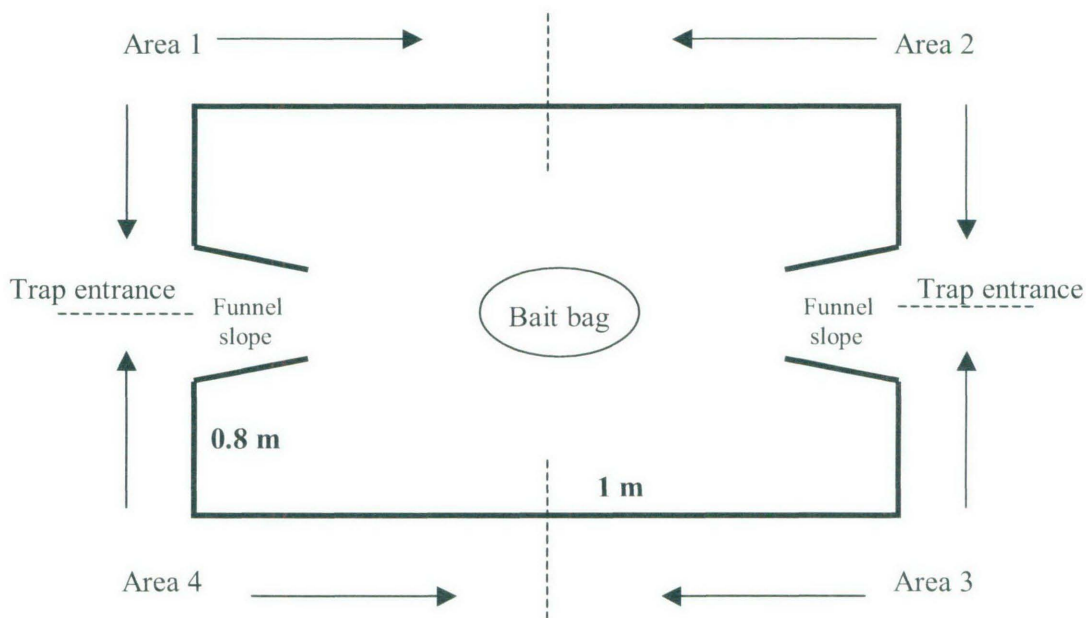 Area 1
Area 2
Trap entrance
Funnel
slope
Bait bag
Funnel
slope
Trap entrance
0.8 m
1 m
Area 4
Area 3